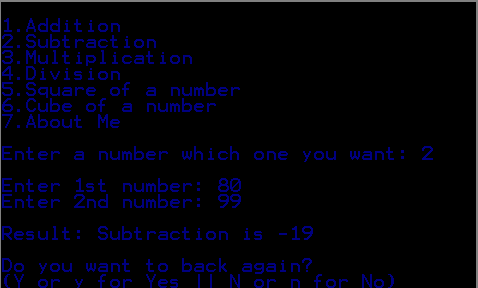 1.Addition
2.Subtraction
3.Multiplication
4.Division
5.Square of a number
6.Cube of a number
7.About Me
Enter a number which one you want: 2
Enter 1st number: 80
Enter 2nd number: 99
Result: Subtraction is -19
Do you want to back again?
(Y or y for Yes || N or n for No)